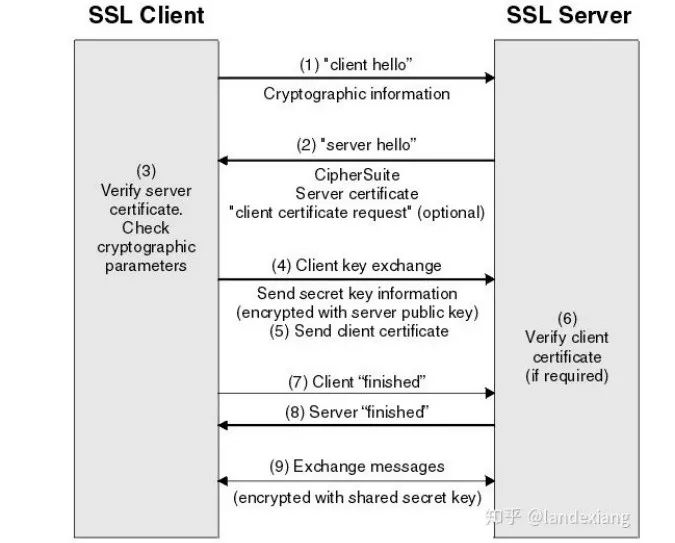 SSL Client
SSL Server
(1) "client hello”
Cryptographic information
(2) "server hello”
CipherSuite
Server certificate
"client certificate request" (optional)
(3)
Verify server
certificate.
Check
cryptographic
parameters
(4) Client key exchange
Send secret key information
(encrypted with server public key)
(5) Send client certificate
(6)
Verify client
certificate
(if required)
(7) Client “finished”
(8) Server “finished”
(9) Exchange messages
(encrypted with shared secret key)
知乎 @landexiang